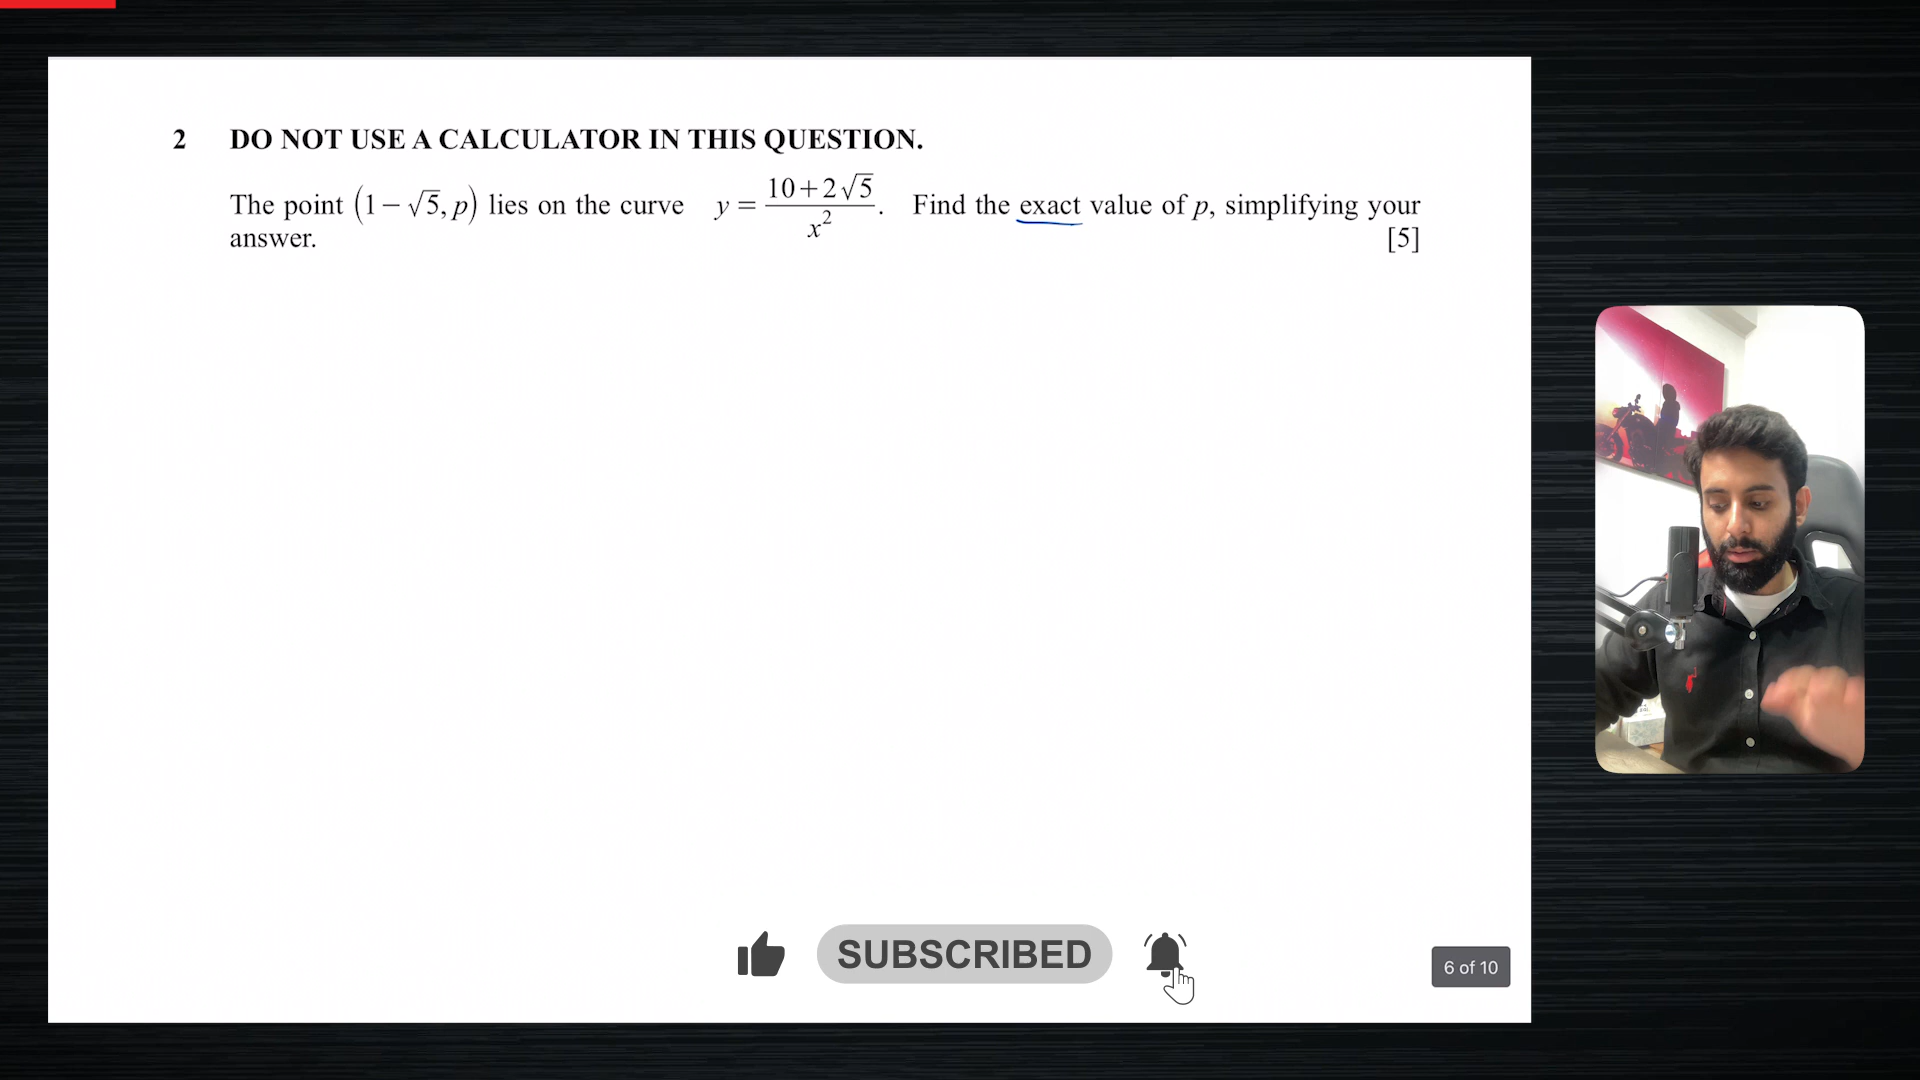 2 DO NOT USE A CALCULATOR IN THIS QUESTION.
The point (1 − √5, p) lies on the curve y = (10 + 2√5)/x². Find the exact value of p, simplifying your
answer. [5]
SUBSCRIBED
6 of 10